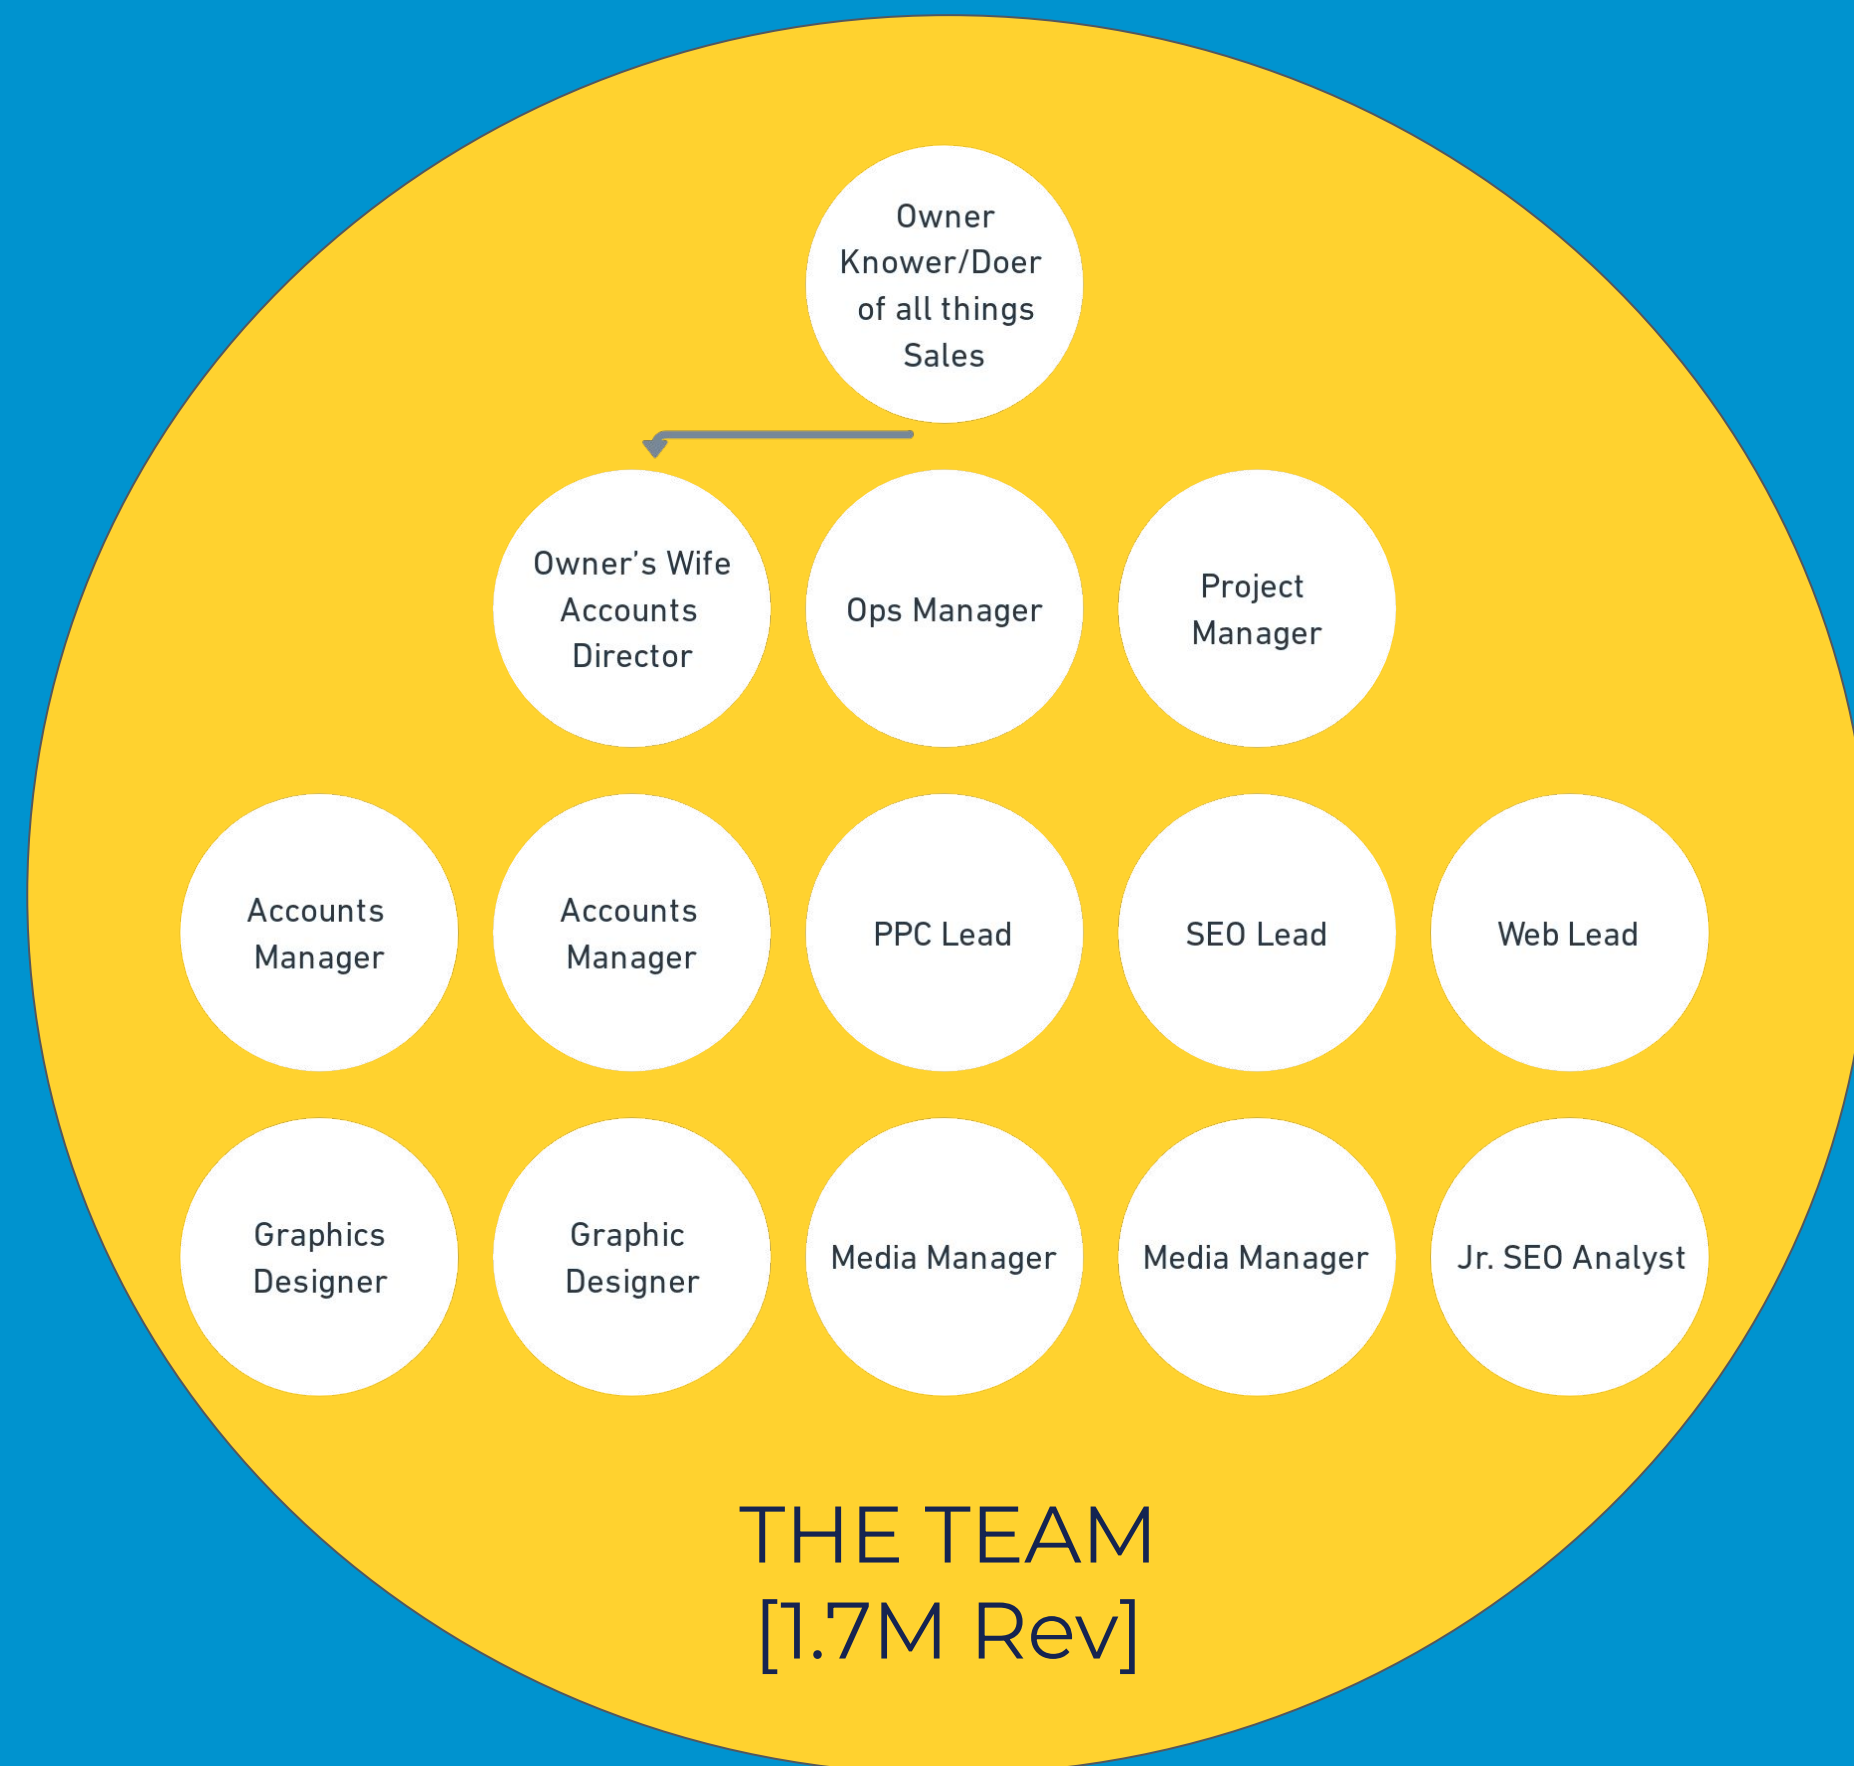 Owner
Knower/Doer
of all things
Sales
Owner's Wife
Accounts
Director
Ops Manager
Project
Manager
Accounts
Manager
Accounts
Manager
PPC Lead
SEO Lead
Web Lead
Graphics
Designer
Graphic
Designer
Media Manager
Media Manager
Jr. SEO Analyst
THE TEAM
[1.7M Rev]